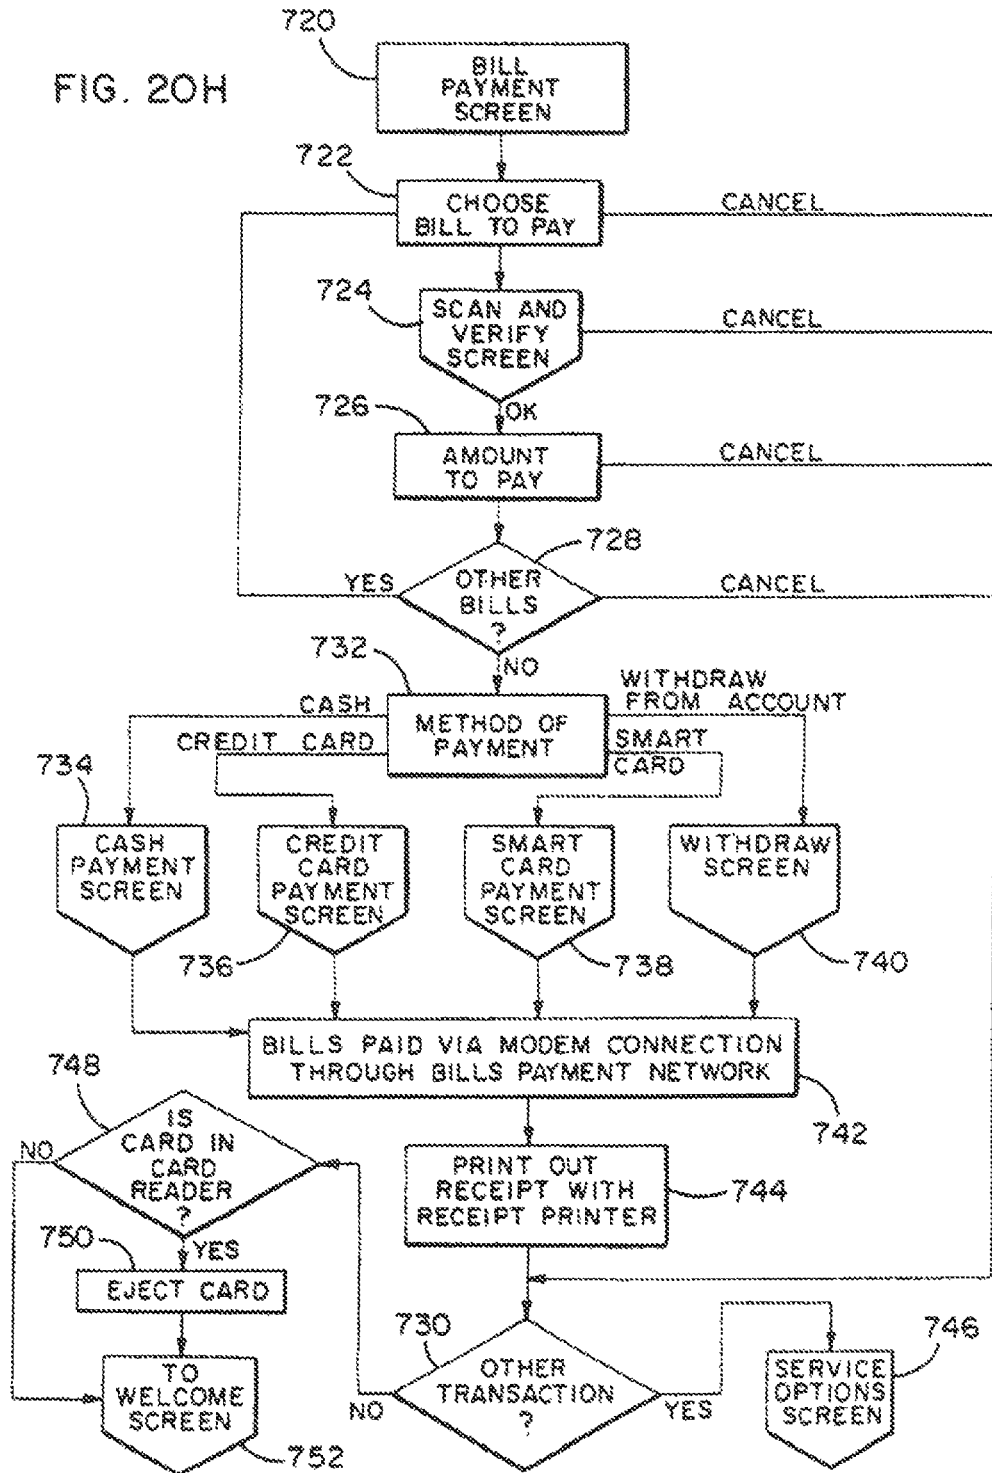 720
FIG. 20H
BILL
PAYMENT
SCREEN
722
CHOOSE
BILL TO PAY
CANCEL
724
SCAN AND
VERIFY
SCREEN
CANCEL
726
OK
AMOUNT
TO PAY
CANCEL
728
YES
OTHER
BILLS
?
CANCEL
732
NO
CASH
CREDIT CARD
METHOD OF
PAYMENT
WITHDRAW
FROM ACCOUNT
SMART
CARD
734
CASH
PAYMENT
SCREEN
CREDIT
CARD
PAYMENT
SCREEN
SMART
CARD
PAYMENT
SCREEN
WITHDRAW
SCREEN
736
738
740
BILLS PAID VIA MODEM CONNECTION
THROUGH BILLS PAYMENT NETWORK
742
748
NO
IS
CARD IN
CARD
READER
?
PRINT OUT
RECEIPT WITH
RECEIPT PRINTER
744
750
YES
EJECT CARD
730
746
TO
WELCOME
SCREEN
752
NO
OTHER
TRANSACTION
?
YES
SERVICE
OPTIONS
SCREEN